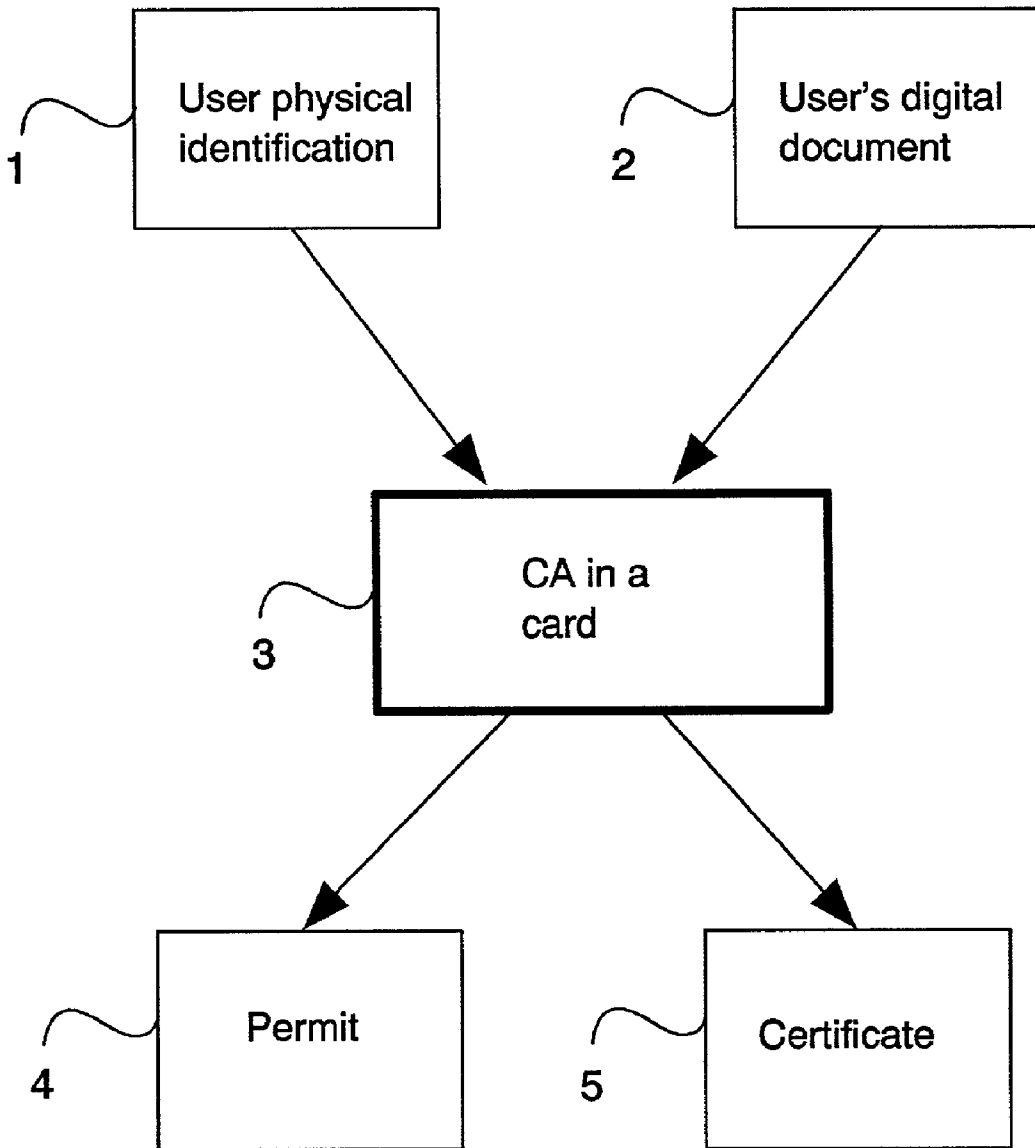 User physical
identification
1
User's digital
document
2
CA in a
card
3
Permit
4
Certificate
5